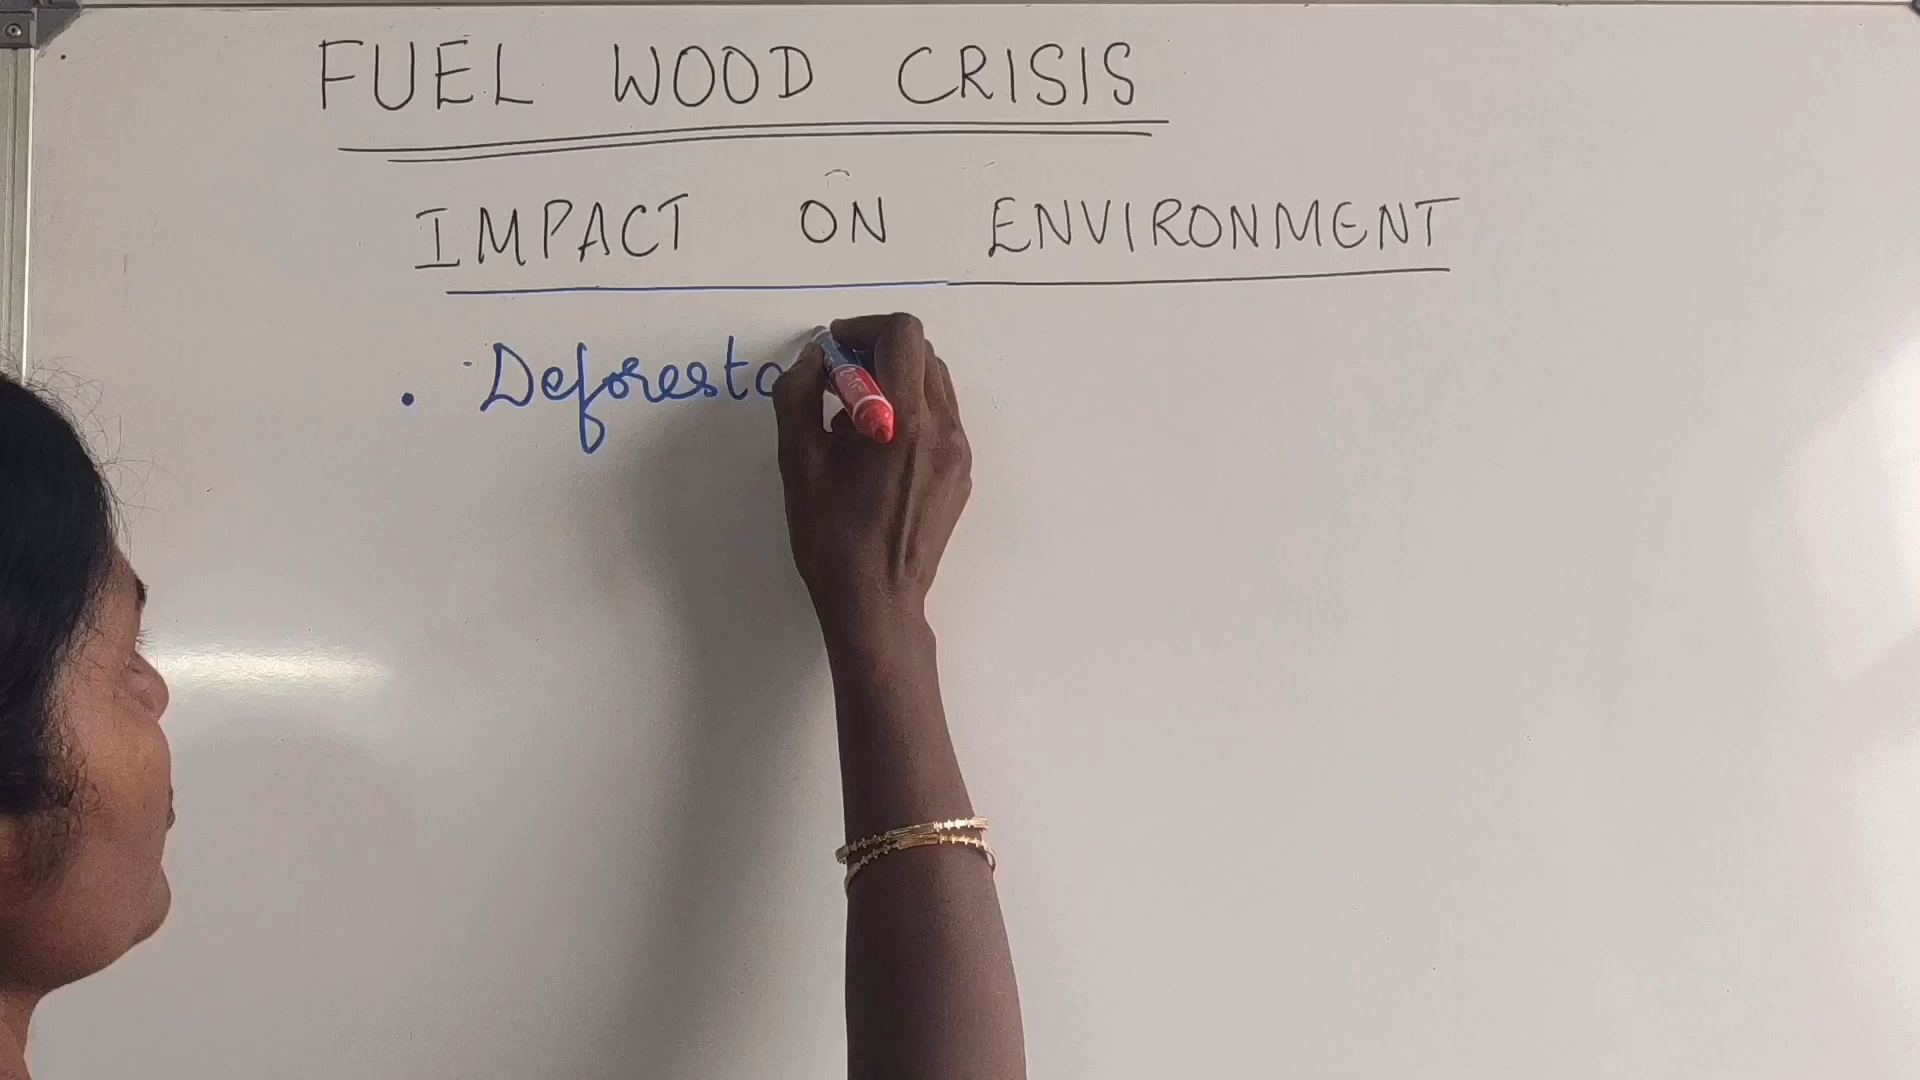 FUEL WOOD CRISIS
IMPACT ON ENVIRONMENT
. Deforesta